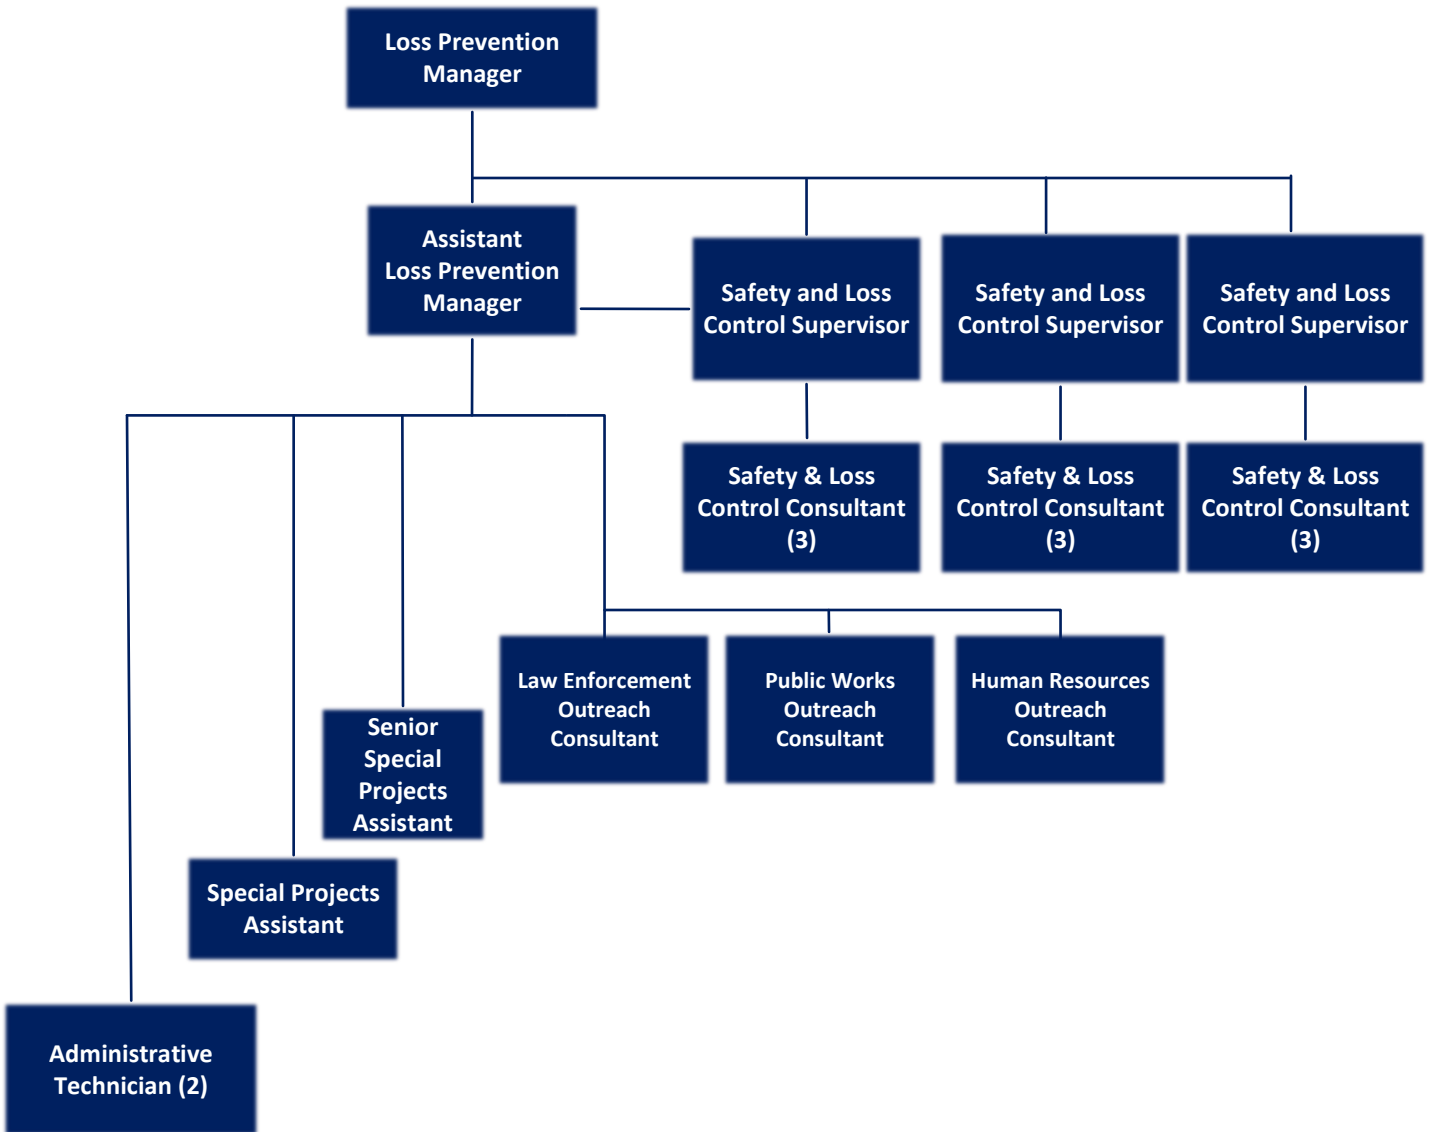 Loss Prevention
Manager
Assistant
Loss Prevention
Manager
Safety and Loss
Control Supervisor
Safety and Loss
Control Supervisor
Safety and Loss
Control Supervisor
Safety & Loss
Control Consultant
(3)
Safety & Loss
Control Consultant
(3)
Safety & Loss
Control Consultant
(3)
Law Enforcement
Outreach
Consultant
Public Works
Outreach
Consultant
Human Resources
Outreach
Consultant
Senior
Special
Projects
Assistant
Special Projects
Assistant
Administrative
Technician (2)